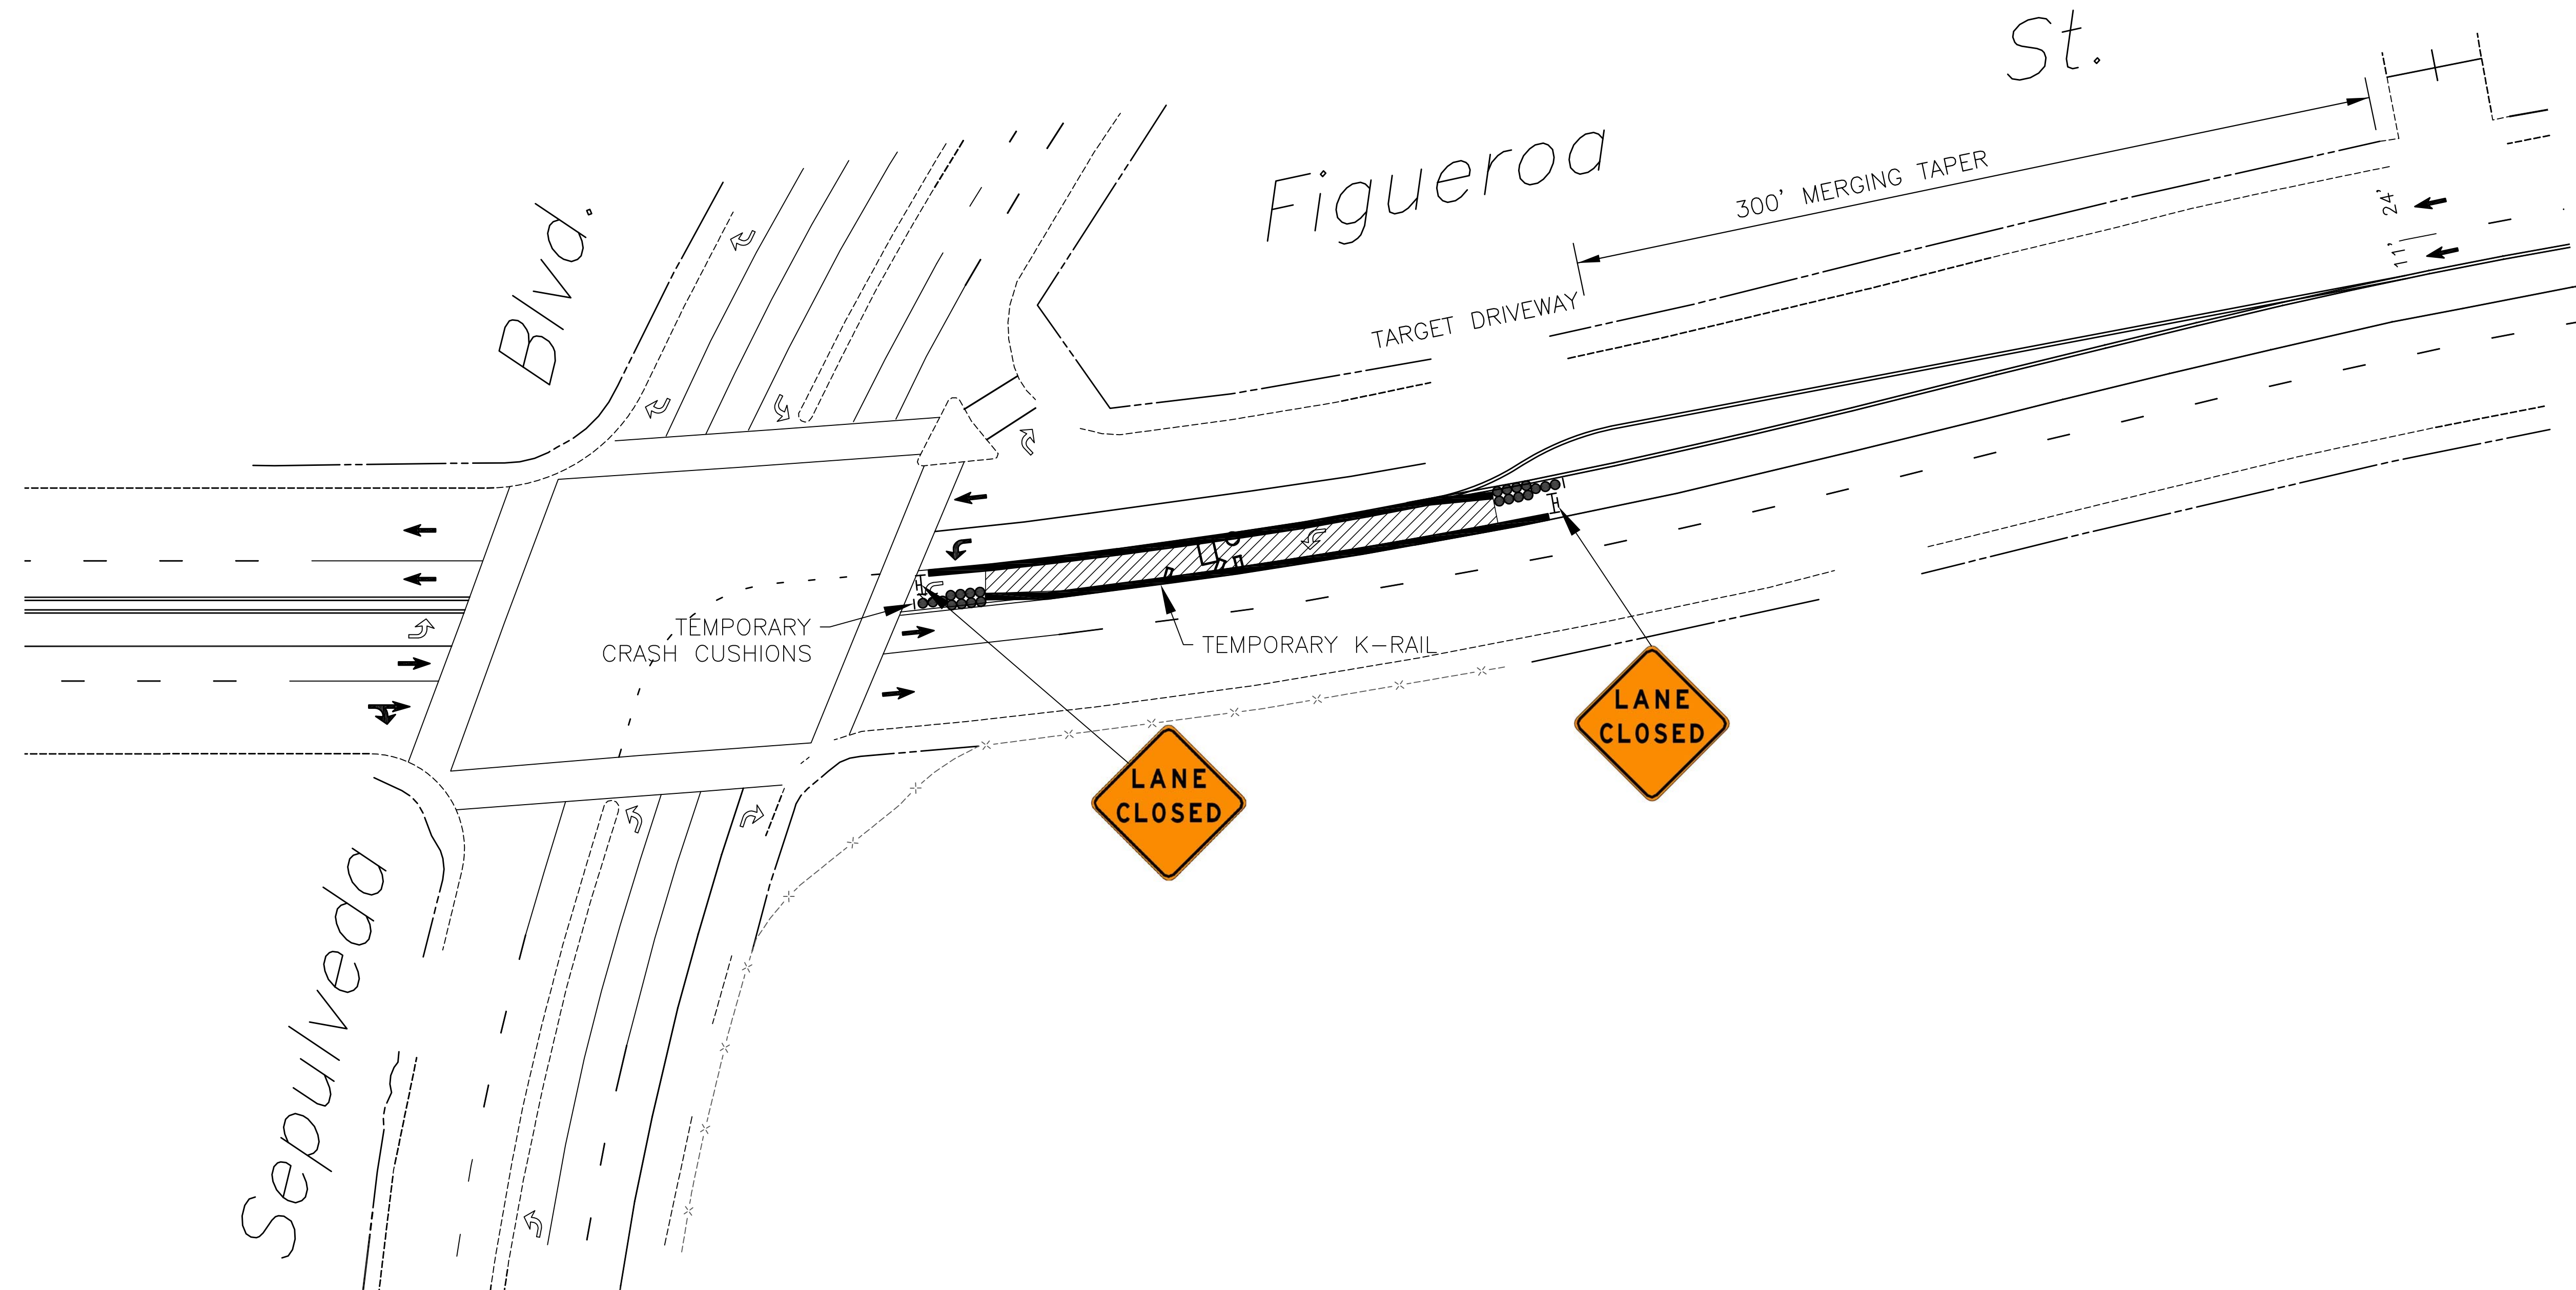 St.
Figueroa
300' MERGING TAPER
24'
11'
Blvd.
TARGET DRIVEWAY
TEMPORARY
CRASH CUSHIONS
TEMPORARY K-RAIL
LANE
CLOSED
LANE
CLOSED
Sepulveda